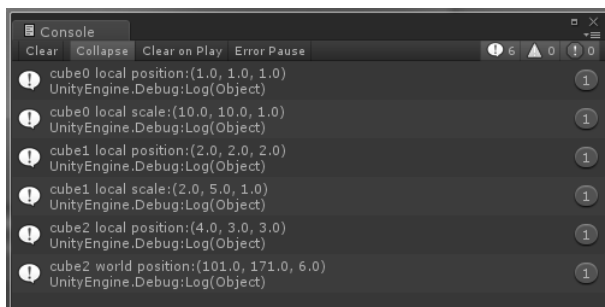 Console
Clear Collapse Clear on Play Error Pause 6 0 0
cube0 local position:(1.0, 1.0, 1.0)
UnityEngine.Debug:Log(Object)
1
cube0 local scale:(10.0, 10.0, 1.0)
UnityEngine.Debug:Log(Object)
1
cube1 local position:(2.0, 2.0, 2.0)
UnityEngine.Debug:Log(Object)
1
cube1 local scale:(2.0, 5.0, 1.0)
UnityEngine.Debug:Log(Object)
1
cube2 local position:(4.0, 3.0, 3.0)
UnityEngine.Debug:Log(Object)
1
cube2 world position:(101.0, 171.0, 6.0)
UnityEngine.Debug:Log(Object)
1